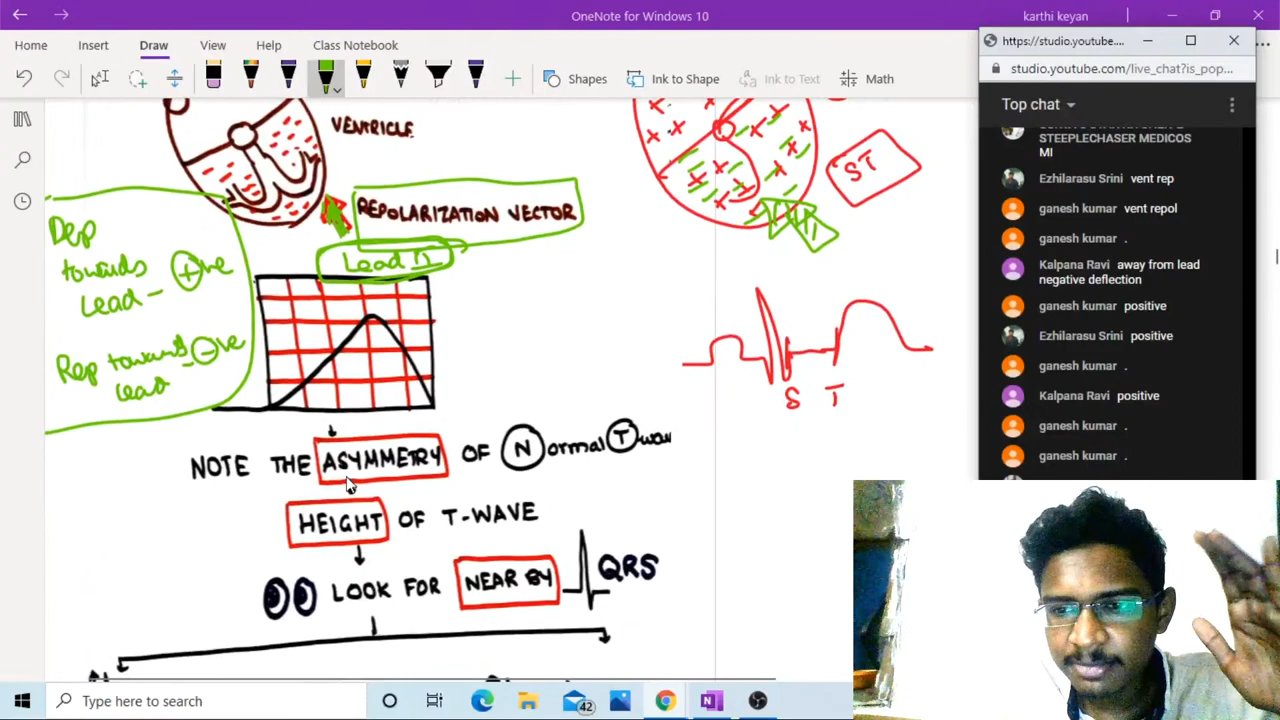 OneNote for Windows 10
karthi keyan
Home Insert Draw View Help Class Notebook
Shapes Ink to Shape Ink to Text Math
VENTRICLE
REPOLARIZATION VECTOR
Lead II
Dep
towards
Lead - +ve
Rep towards -ve
lead
ST
S T
NOTE THE ASYMMETRY OF Normal T wav
HEIGHT OF T-WAVE
LOOK FOR NEAR BY QRS
https://studio.youtube....
studio.youtube.com/live_chat?is_pop...
Top chat
STEEPLECHASER MEDICOS
MI
Ezhilarasu Srini vent rep
ganesh kumar vent repol
ganesh kumar .
Kalpana Ravi away from lead
negative deflection
ganesh kumar positive
Ezhilarasu Srini positive
ganesh kumar .
Kalpana Ravi positive
ganesh kumar .
ganesh kumar .
Type here to search
42